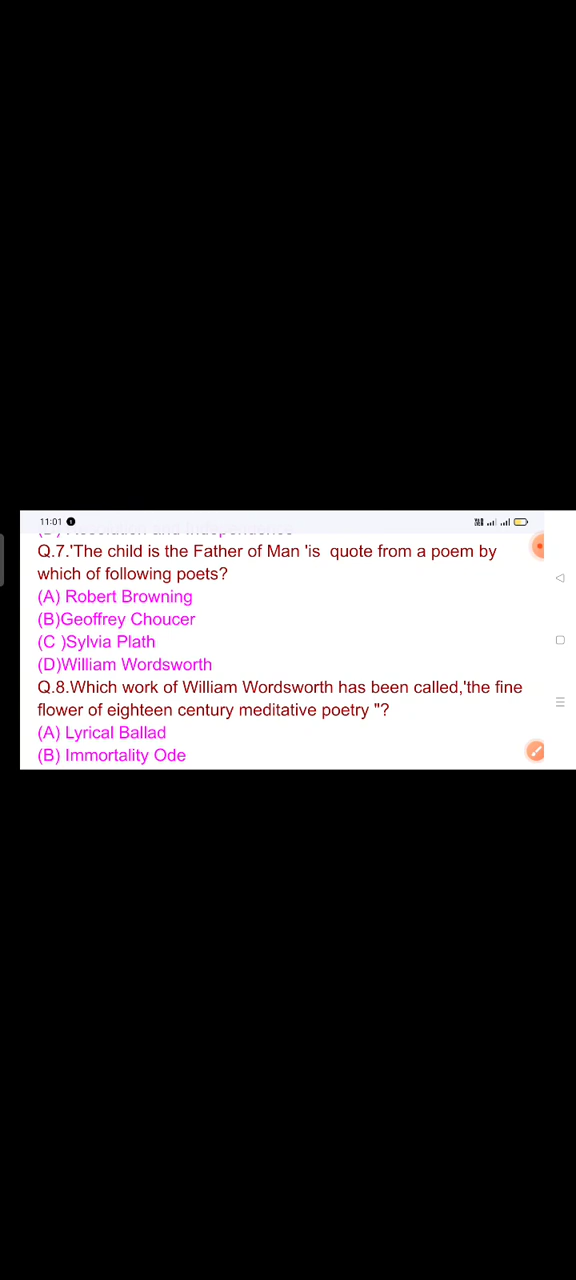 11:01
Q.7.'The child is the Father of Man 'is quote from a poem by
which of following poets?
(A) Robert Browning
(B)Geoffrey Choucer
(C )Sylvia Plath
(D)William Wordsworth
Q.8.Which work of William Wordsworth has been called,'the fine
flower of eighteen century meditative poetry "?
(A) Lyrical Ballad
(B) Immortality Ode